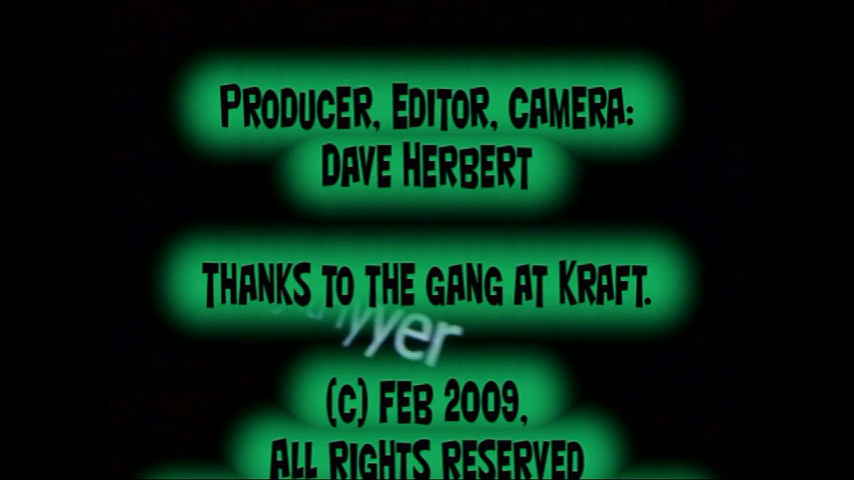 PRODUCER, EDITOR, CAMERA:
DAVE HERBERT
THANKS TO THE GANG AT KRAFT.
(C) FEB 2009,
ALL RIGHTS RESERVED